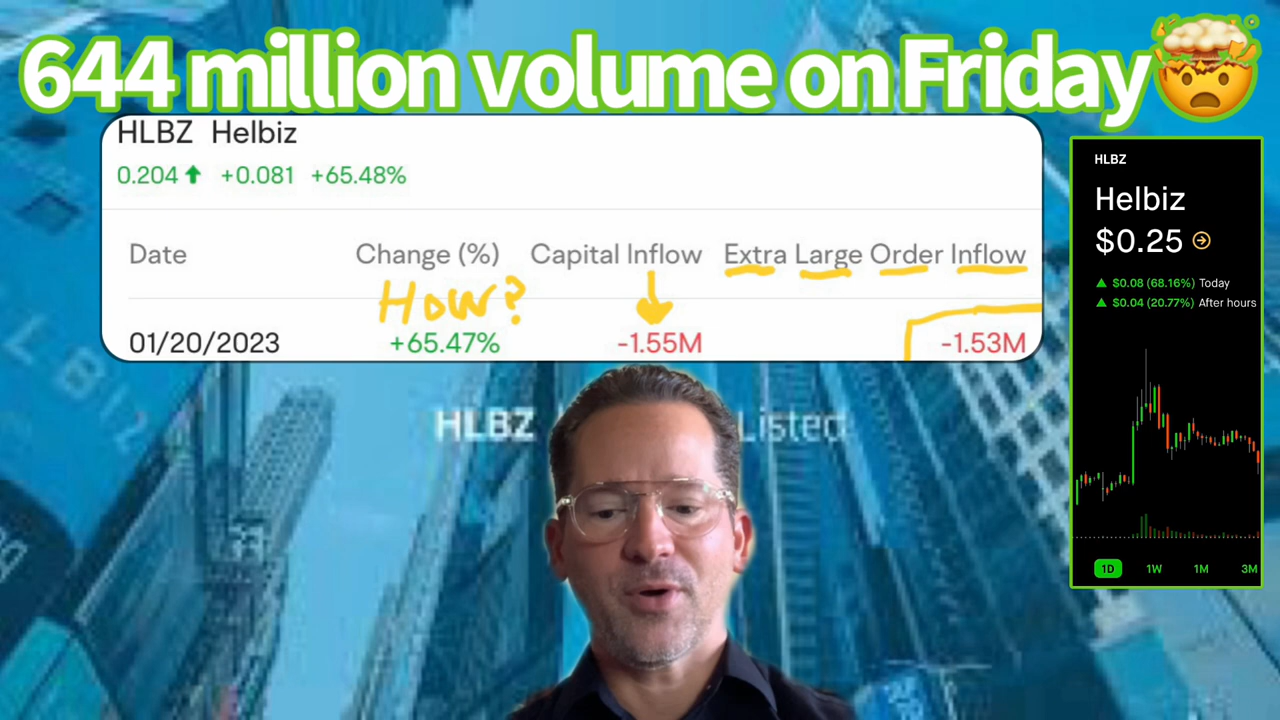 644 million volume on Friday
HLBZ Helbiz
0.204 +0.081 +65.48%
Date Change (%) Capital Inflow Extra Large Order Inflow
How?
01/20/2023 +65.47% -1.55M -1.53M
HLBZ
Helbiz
$0.25
$0.08 (68.16%) Today
$0.04 (20.77%) After hours
1D 1W 1M 3M
HLBZ Listed